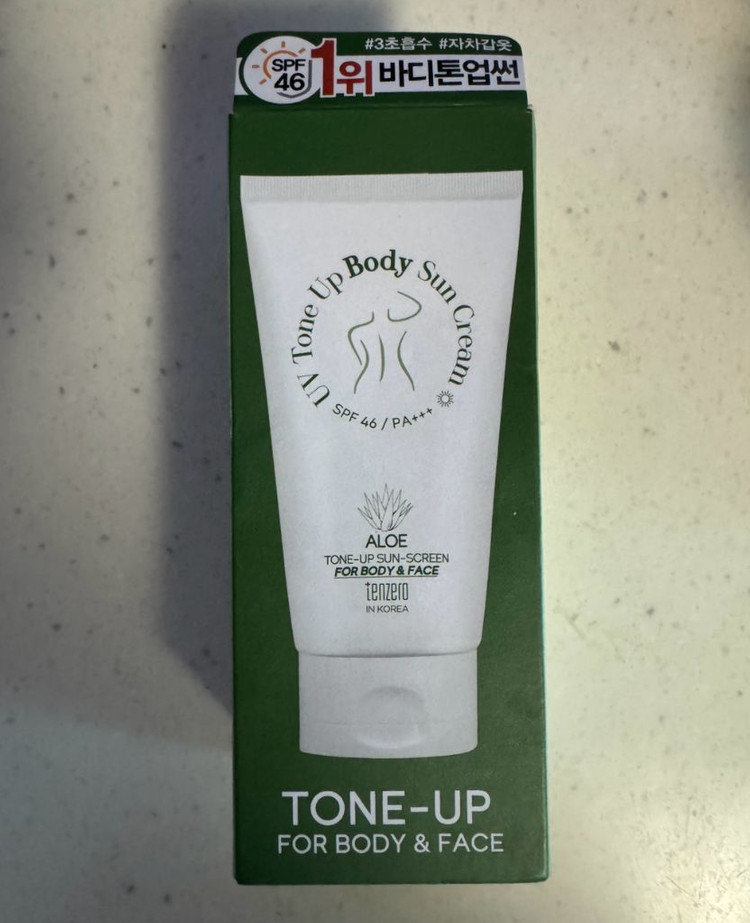 #3초흡수 #자차갑옷
SPF
46
1위 바디톤업썬
UV Tone Up Body Sun Cream
SPF 46 / PA+++
ALOE
TONE-UP SUN-SCREEN
FOR BODY & FACE
tenzero
IN KOREA
TONE-UP
FOR BODY & FACE